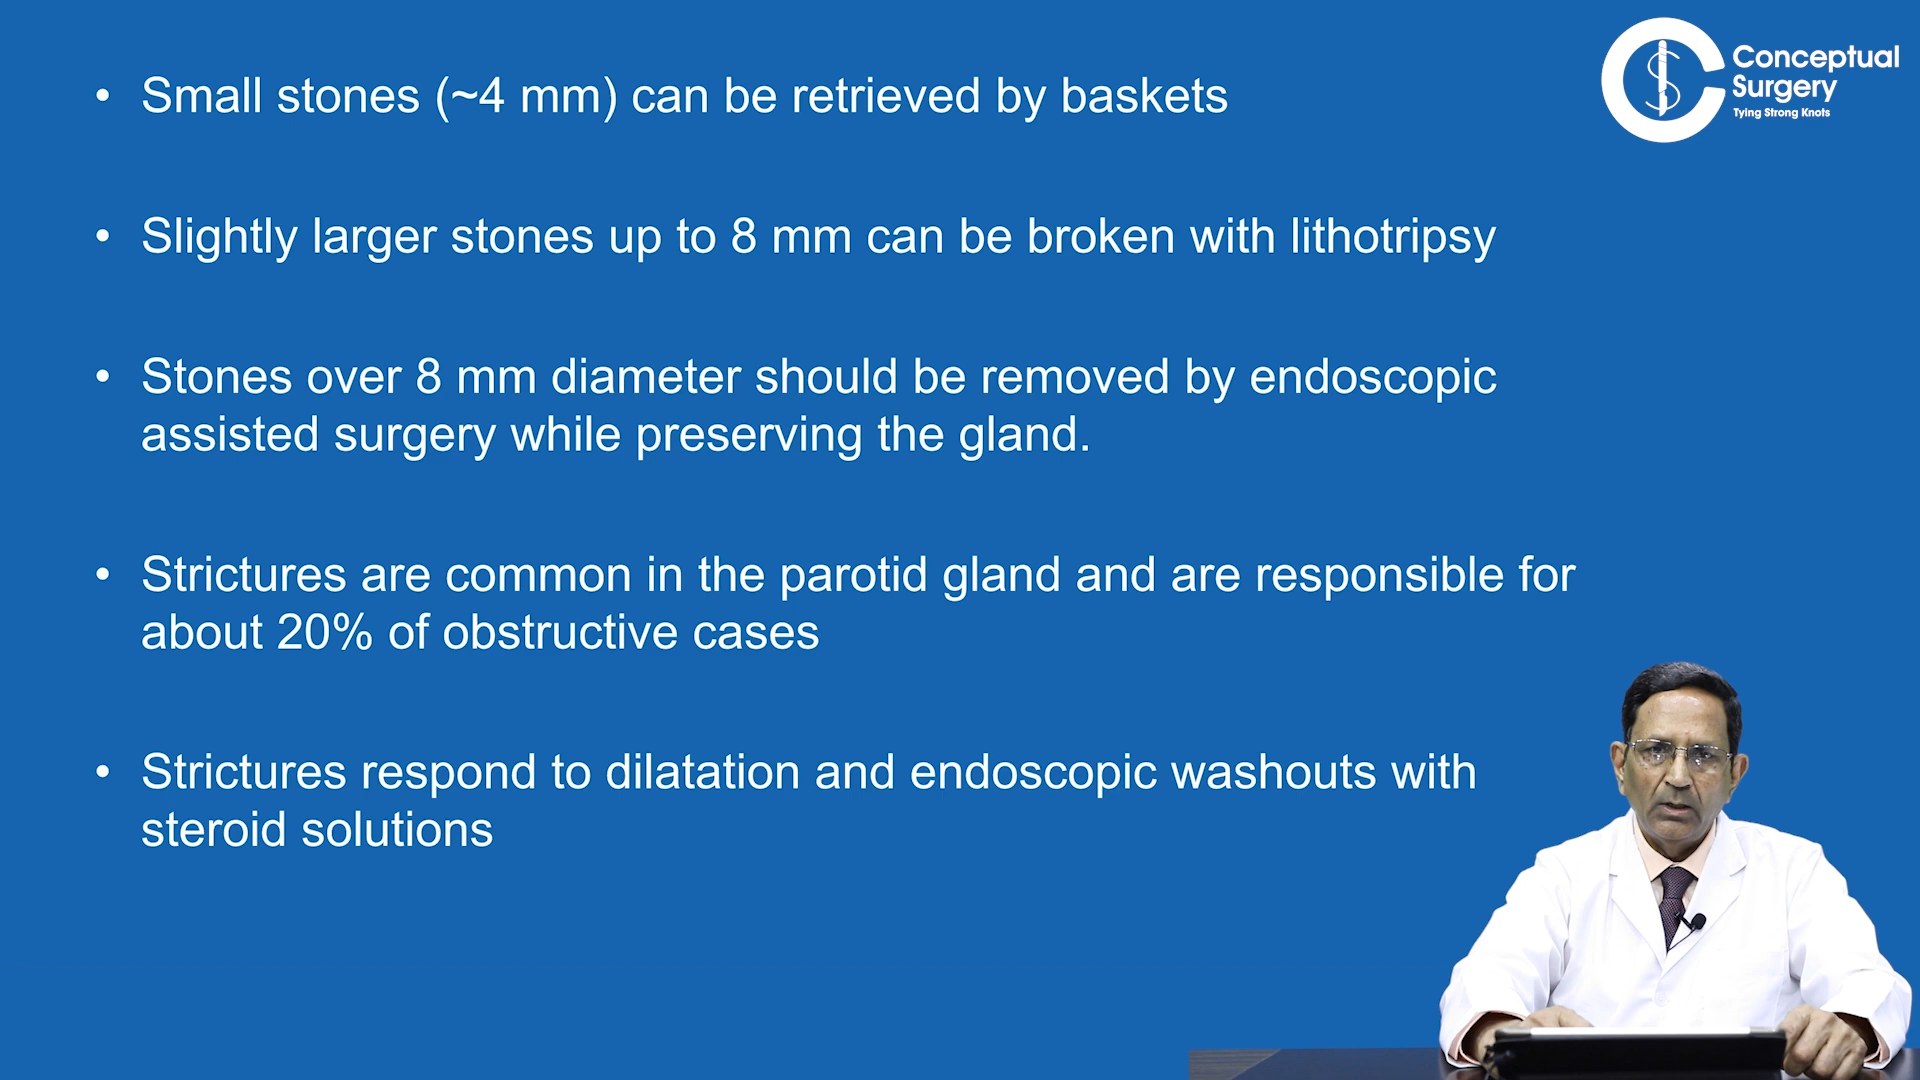 Conceptual
Surgery
Tying Strong Knots
• Small stones (~4 mm) can be retrieved by baskets
• Slightly larger stones up to 8 mm can be broken with lithotripsy
• Stones over 8 mm diameter should be removed by endoscopic
assisted surgery while preserving the gland.
• Strictures are common in the parotid gland and are responsible for
about 20% of obstructive cases
• Strictures respond to dilatation and endoscopic washouts with
steroid solutions